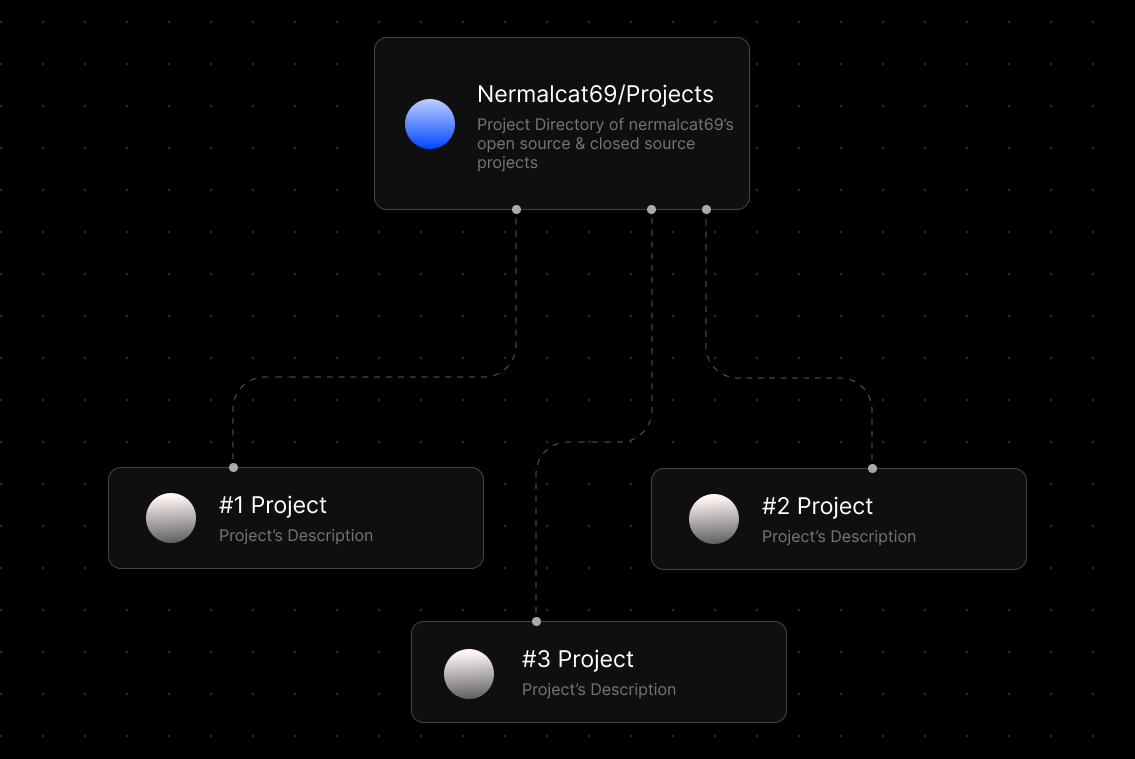 Nermalcat69/Projects
Project Directory of nermalcat69’s
open source & closed source
projects
#1 Project
Project’s Description
#2 Project
Project’s Description
#3 Project
Project’s Description